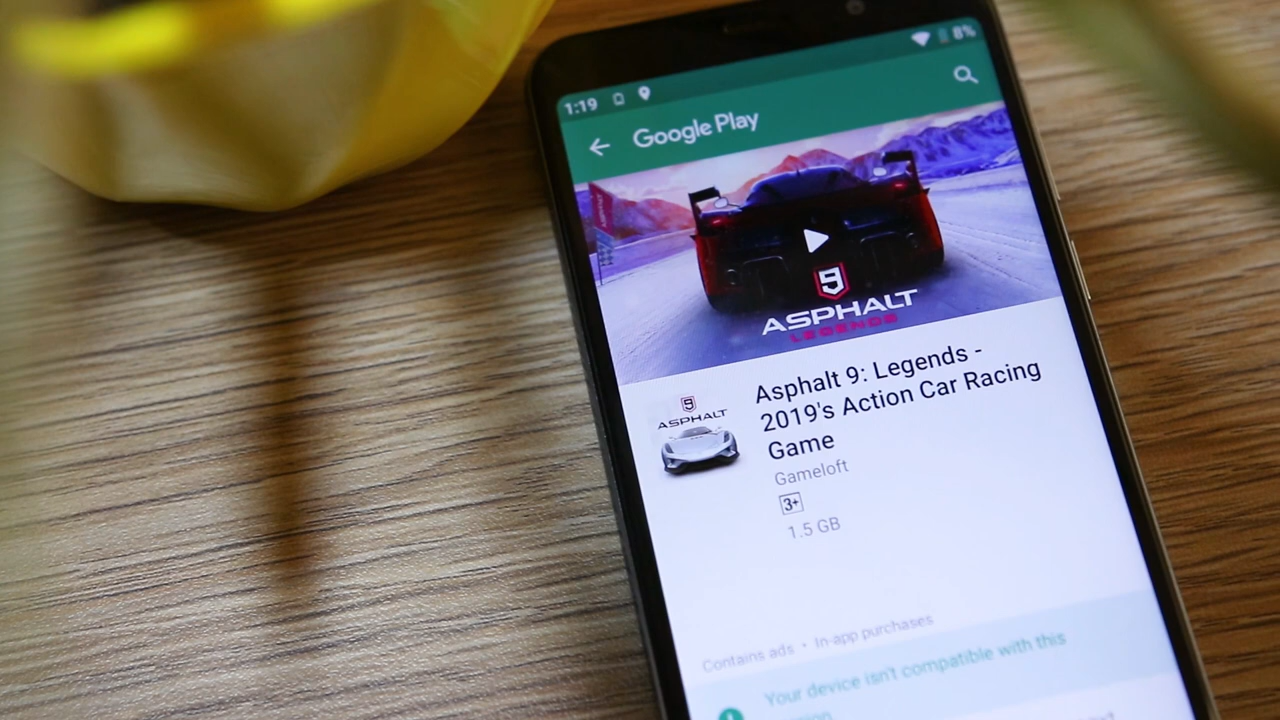 1:19
8%
Google Play
9
ASPHALT
LEGENDS
9
ASPHALT
Asphalt 9: Legends -
2019's Action Car Racing
Game
Gameloft
3+
1.5 GB
Contains ads • In-app purchases
Your device isn't compatible with this